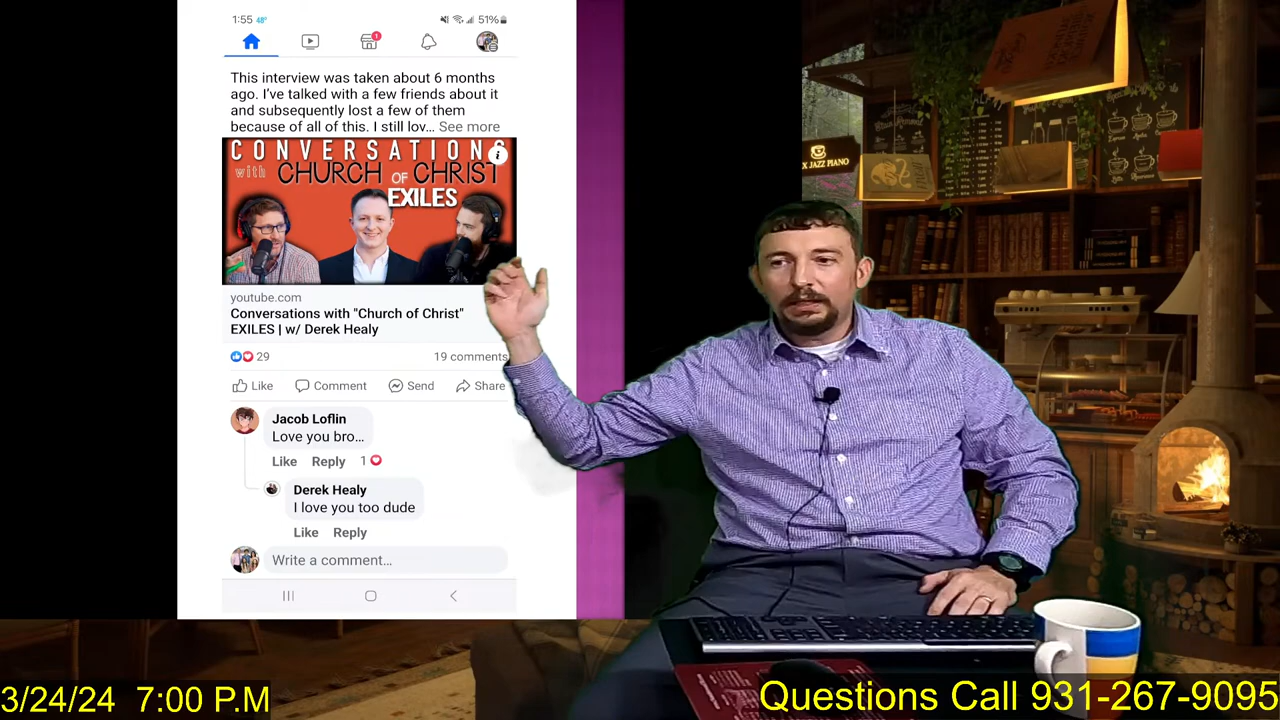 1:55 48°
51%
1
This interview was taken about 6 months
ago. I've talked with a few friends about it
and subsequently lost a few of them
because of all of this. I still lov... See more
CONVERSATIONS
with CHURCH OF CHRIST
EXILES
youtube.com
Conversations with "Church of Christ"
EXILES | w/ Derek Healy
29
19 comments
Like Comment Send Share
Jacob Loflin
Love you bro...
Like Reply 1
Derek Healy
I love you too dude
Like Reply
Write a comment...
JAZZ PIANO
3/24/24 7:00 P.M
Questions Call 931-267-9095